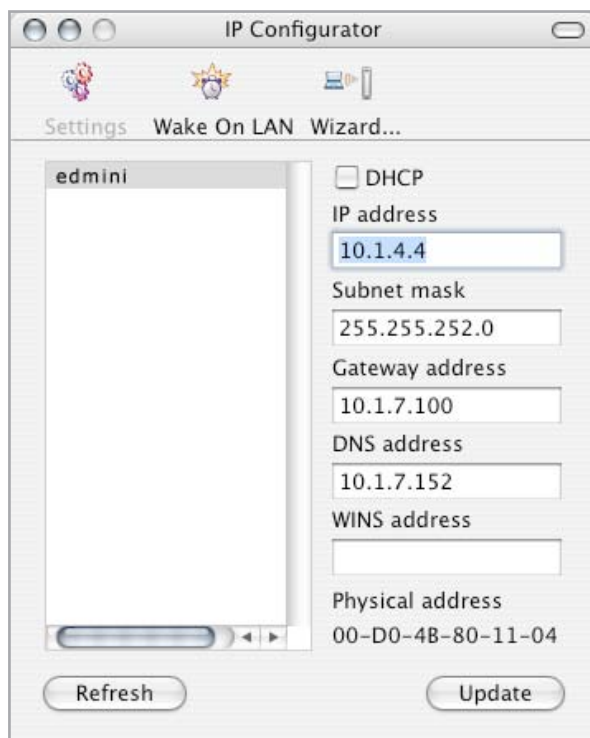 IP Configurator
Settings Wake On LAN Wizard...
edmini
DHCP
IP address
10.1.4.4
Subnet mask
255.255.252.0
Gateway address
10.1.7.100
DNS address
10.1.7.152
WINS address
Physical address
00-D0-4B-80-11-04
Refresh Update